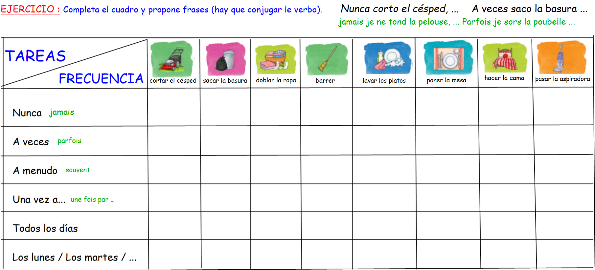 EJERCICIO : Completa el cuadro y propone frases (hay que conjugar le verbo).
Nunca corto el césped, ... A veces saco la basura ...
jamais je ne tond la pelouse, ... Parfois je sors la poubelle ...
TAREAS
FRECUENCIA
cortar el césped sacar la basura doblar la ropa barrer lavar los platos poner la mesa hacer la cama pasar la aspiradora
Nunca jamais
A veces parfois
A menudo souvent
Una vez a... une fois par ..
Todos los días
Los lunes / Los martes / ...